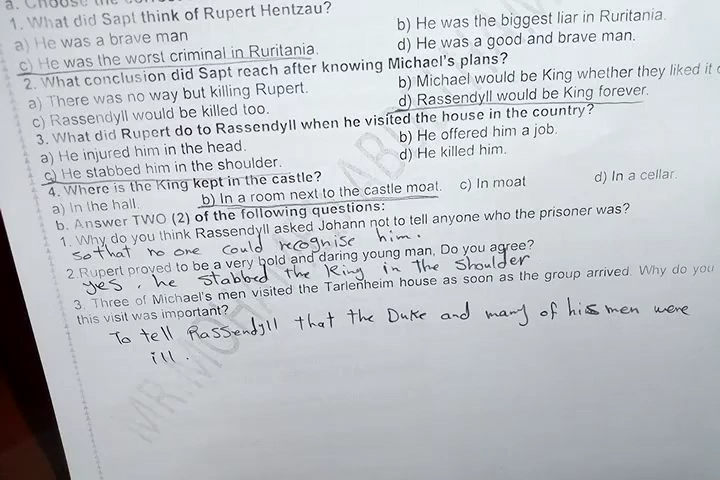 1. What did Sapt think of Rupert Hentzau?
a) He was a brave man b) He was the biggest liar in Ruritania.
c) He was the worst criminal in Ruritania. d) He was a good and brave man.
2. What conclusion did Sapt reach after knowing Michael's plans?
a) There was no way but killing Rupert. b) Michael would be King whether they liked it
c) Rassendyll would be killed too. d) Rassendyll would be King forever.
3. What did Rupert do to Rassendyll when he visited the house in the country?
a) He injured him in the head. b) He offered him a job.
c) He stabbed him in the shoulder. d) He killed him.
4. Where is the King kept in the castle?
a) In the hall. b) In a room next to the castle moat. c) In moat d) In a cellar.
b. Answer TWO (2) of the following questions:
1. Why do you think Rassendyll asked Johann not to tell anyone who the prisoner was?
so that no one could recognise him.
2.Rupert proved to be a very bold and daring young man, Do you agree?
yes, he stabbed the King in the shoulder
3. Three of Michael's men visited the Tarlenheim house as soon as the group arrived. Why do you
this visit was important?
To tell Rassendyll that the Duke and many of his men were
ill.